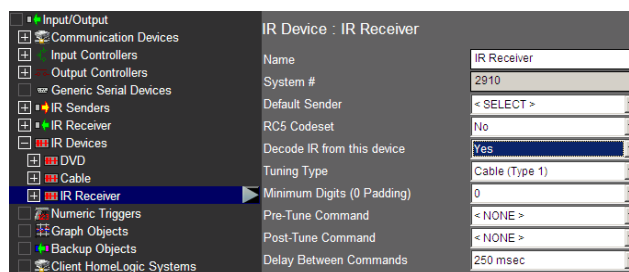 Input/Output
Communication Devices
Input Controllers
Output Controllers
Generic Serial Devices
IR Senders
IR Receiver
IR Devices
DVD
Cable
IR Receiver
Numeric Triggers
Graph Objects
Backup Objects
Client HomeLogic Systems
IR Device : IR Receiver
Name IR Receiver
System # 2910
Default Sender < SELECT >
RC5 Codeset No
Decode IR from this device Yes
Tuning Type Cable (Type 1)
Minimum Digits (0 Padding) 0
Pre-Tune Command < NONE >
Post-Tune Command < NONE >
Delay Between Commands 250 msec